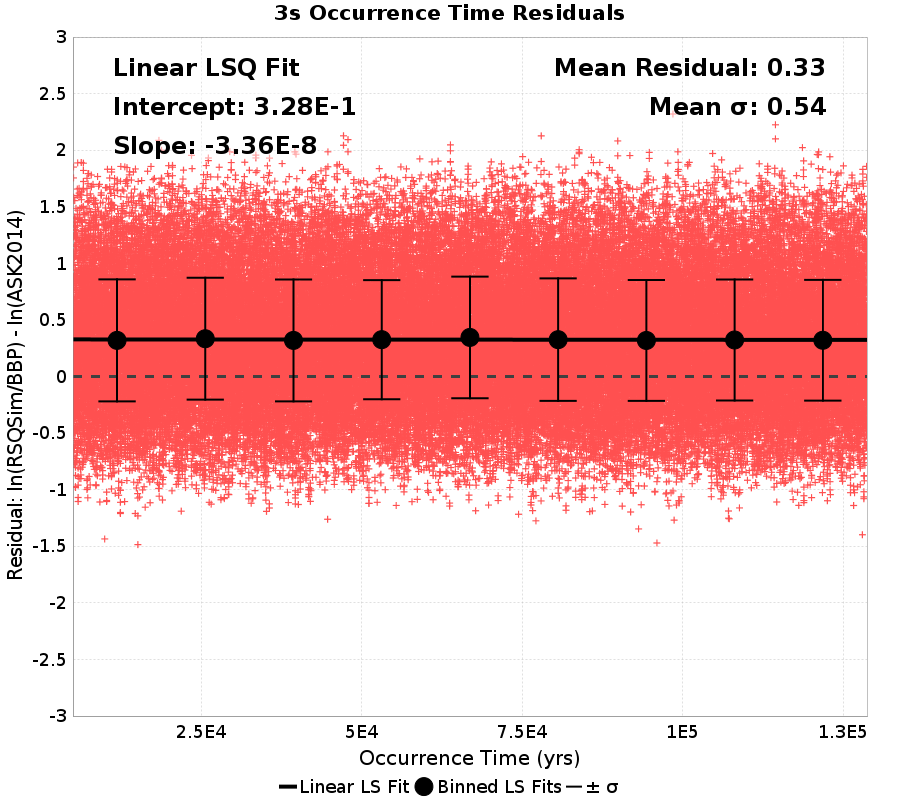 3s Occurrence Time Residuals
Linear LSQ Fit
Intercept: 3.28E-1
Slope: -3.36E-8
Mean Residual: 0.33
Mean σ: 0.54
3
2.5
2
1.5
1
0.5
0
-0.5
-1
-1.5
-2
-2.5
-3
Residual: ln(RSQSim/BBP) - ln(ASK2014)
2.5E4 5E4 7.5E4 1E5 1.3E5
Occurrence Time (yrs)
Linear LS Fit Binned LS Fits ± σ